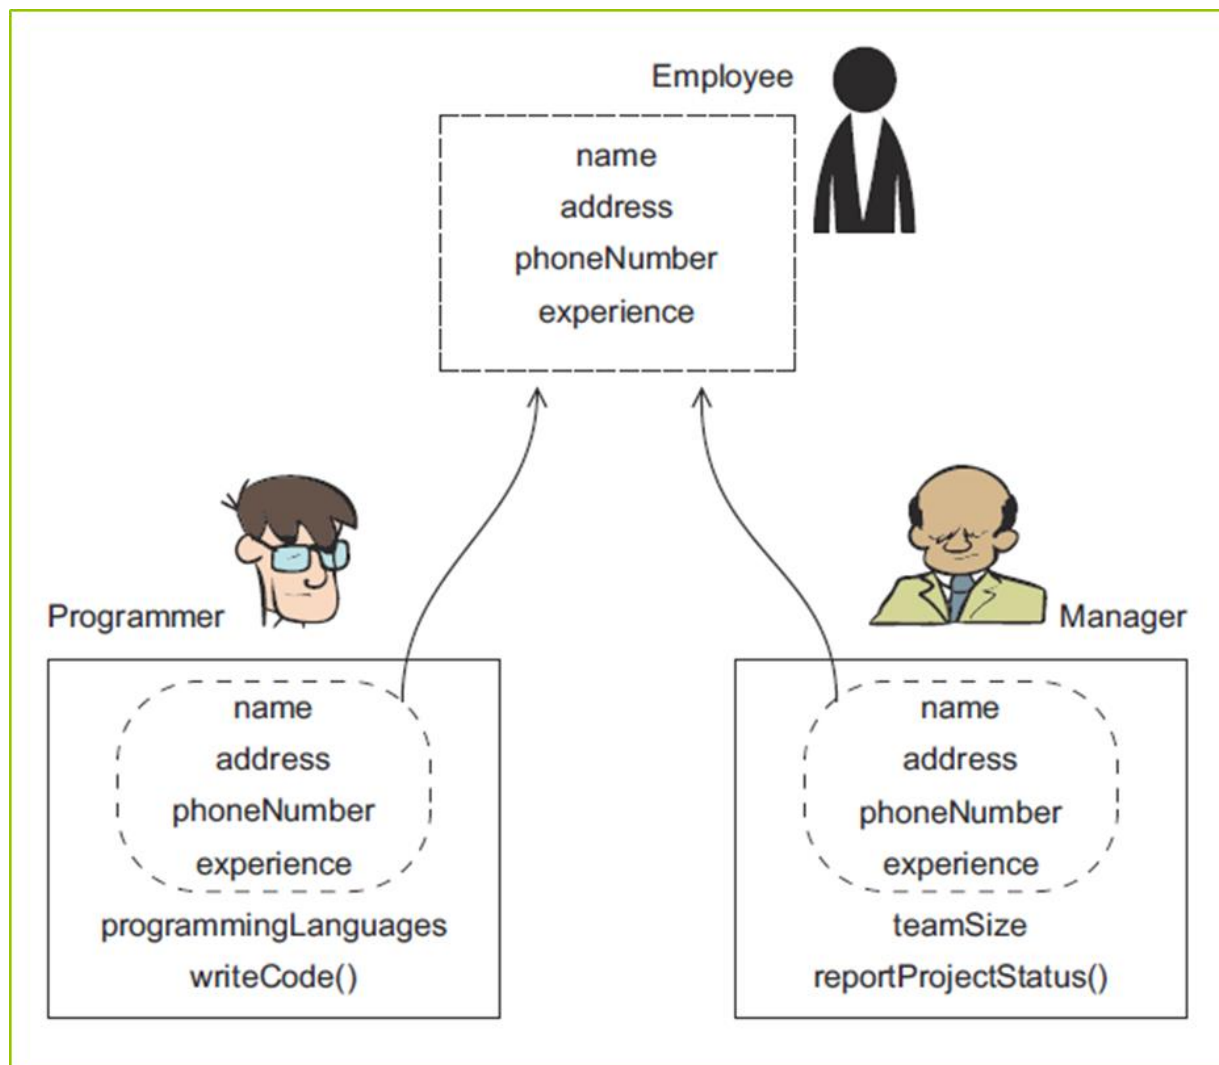 Employee
name
address
phoneNumber
experience
Programmer
name
address
phoneNumber
experience
programmingLanguages
writeCode()
Manager
name
address
phoneNumber
experience
teamSize
reportProjectStatus()